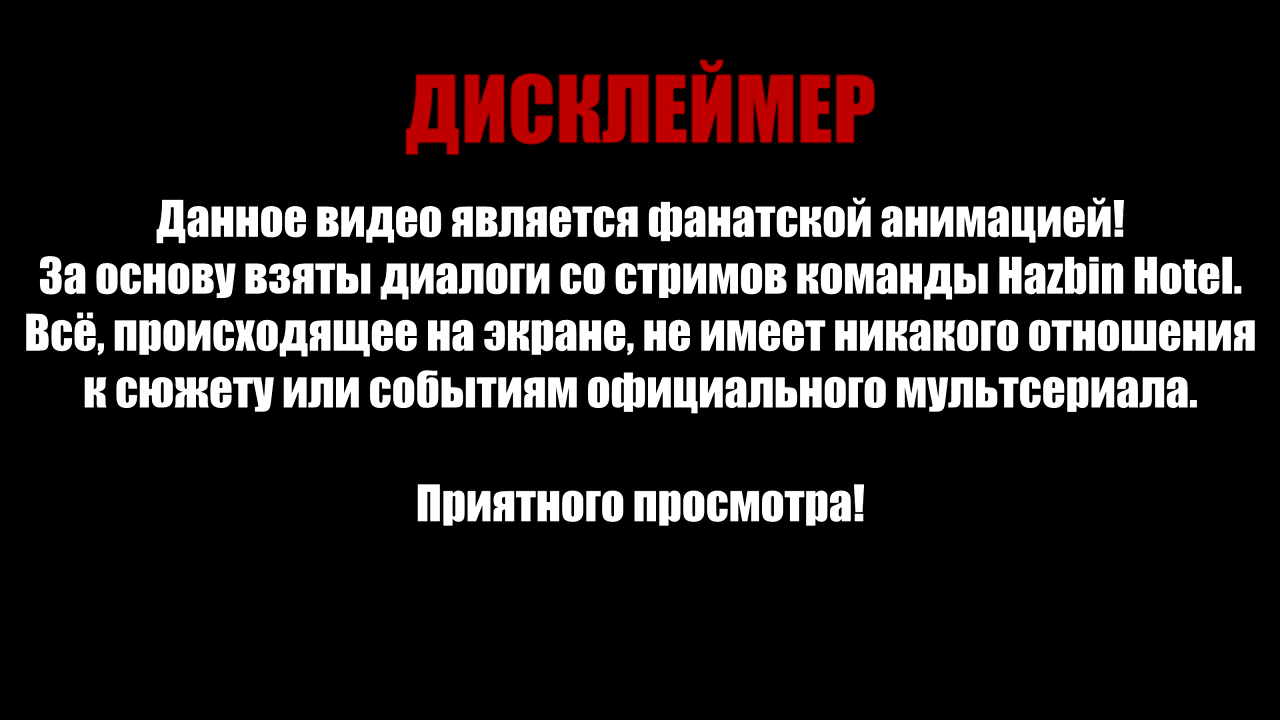 ДИСКЛЕЙМЕР
Данное видео является фанатской анимацией!
За основу взяты диалоги со стримов команды Hazbin Hotel.
Всё, происходящее на экране, не имеет никакого отношения
к сюжету или событиям официального мультсериала.
Приятного просмотра!